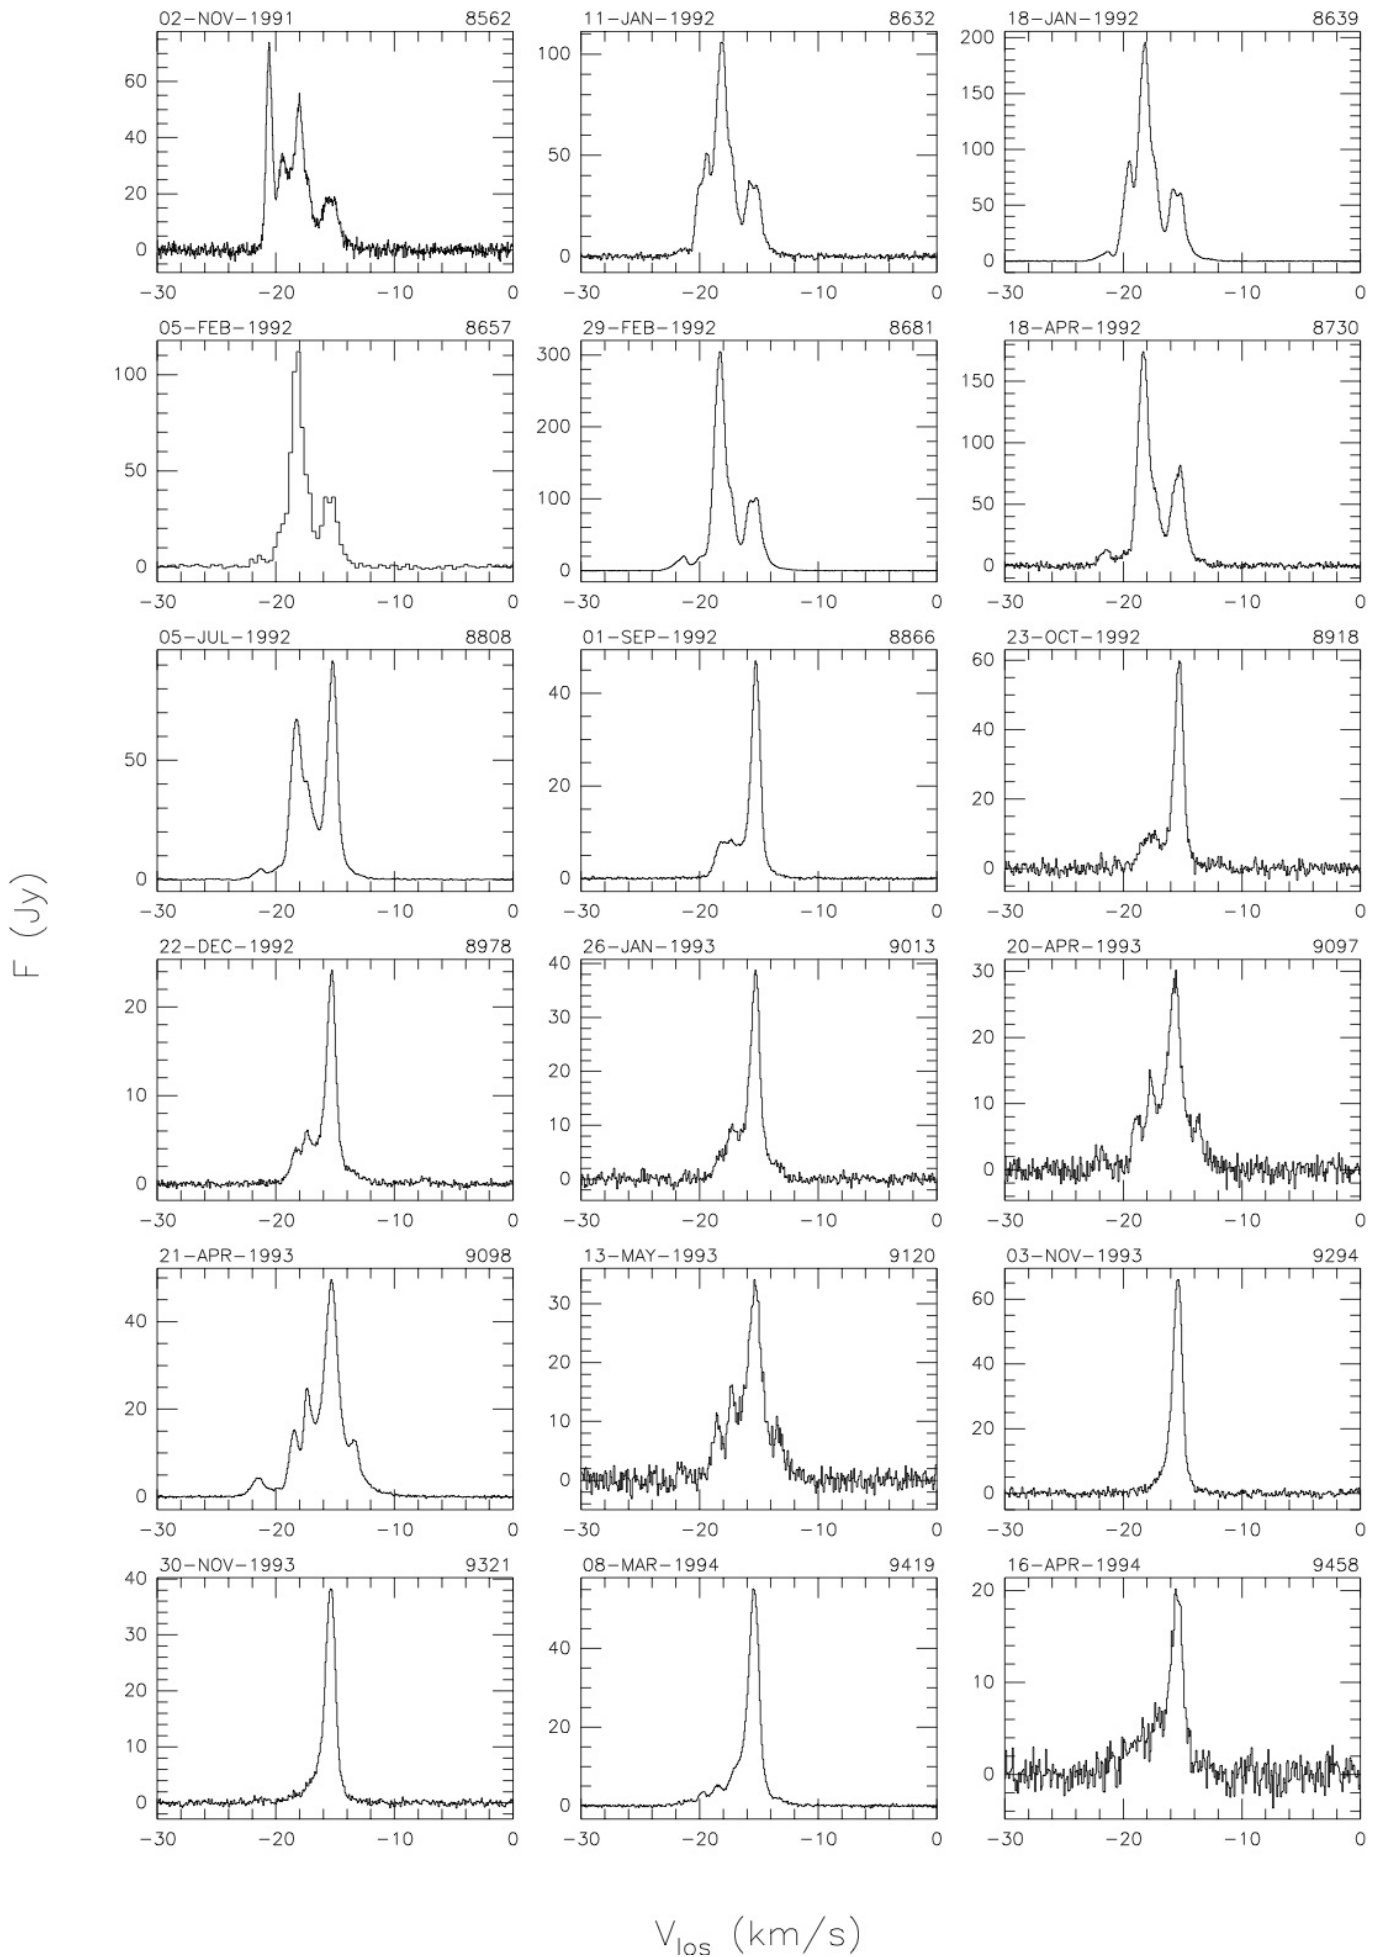 02-NOV-1991 8562 11-JAN-1992 8632 18-JAN-1992 8639
60 40 20 0 100 50 0 200 150 100 50 0
-30 -20 -10 0 -30 -20 -10 0 -30 -20 -10 0
05-FEB-1992 8657 29-FEB-1992 8681 18-APR-1992 8730
100 50 0 300 200 100 0 150 100 50 0
-30 -20 -10 0 -30 -20 -10 0 -30 -20 -10 0
05-JUL-1992 8808 01-SEP-1992 8866 23-OCT-1992 8918
50 0 40 20 0 60 40 20 0
-30 -20 -10 0 -30 -20 -10 0 -30 -20 -10 0
F (Jy)
22-DEC-1992 8978 26-JAN-1993 9013 20-APR-1993 9097
20 10 0 40 30 20 10 0 30 20 10 0
-30 -20 -10 0 -30 -20 -10 0 -30 -20 -10 0
21-APR-1993 9098 13-MAY-1993 9120 03-NOV-1993 9294
40 20 0 30 20 10 0 60 40 20 0
-30 -20 -10 0 -30 -20 -10 0 -30 -20 -10 0
30-NOV-1993 9321 08-MAR-1994 9419 16-APR-1994 9458
40 30 20 10 0 40 20 0 20 10 0
-30 -20 -10 0 -30 -20 -10 0 -30 -20 -10 0
V_los (km/s)